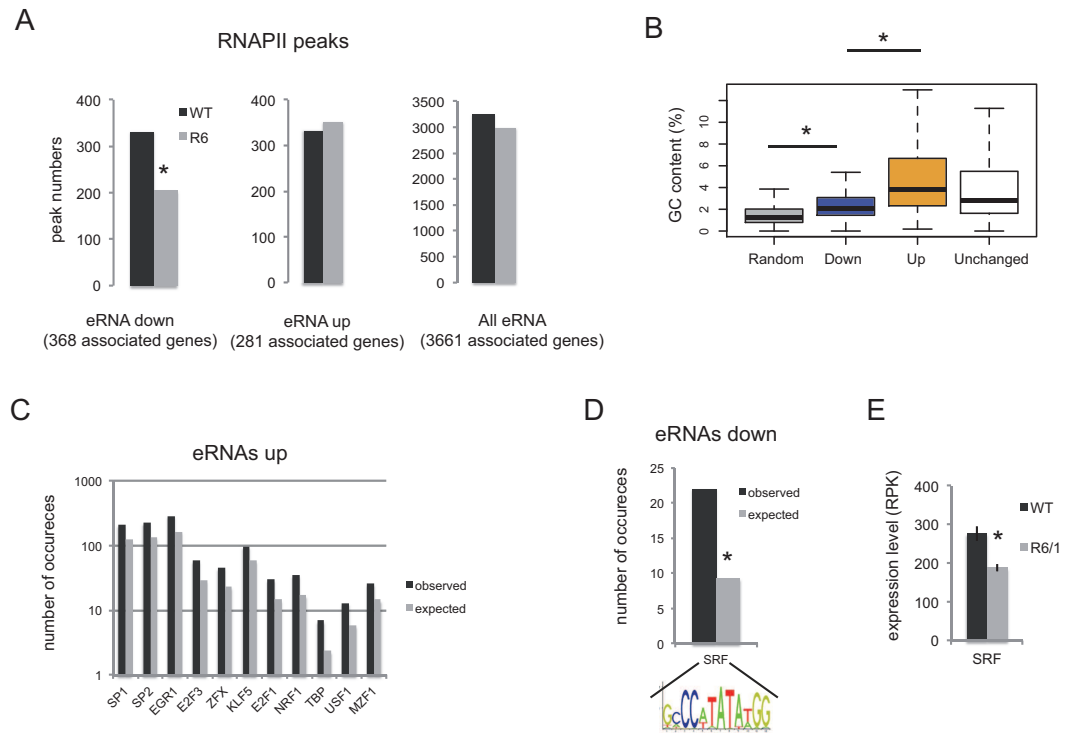 A
RNAPII peaks
peak numbers
400
300
200
300
0
WT
R6
*
eRNA down
(368 associated genes)
400
300
200
300
0
eRNA up
(281 associated genes)
3500
3000
2500
2000
1500
1000
500
0
All eRNA
(3661 associated genes)
B
*
*
GC content (%)
10
8
6
4
2
0
Random
Down
Up
Unchanged
C
eRNAs up
number of occureces
1000
100
10
1
observed
expected
SP1
SP2
EGR1
E2F3
ZFX
KLF5
E2F1
NRF1
TBP
USF1
MZF1
D
eRNAs down
number of occureces
25
20
15
10
5
0
observed
expected
*
SRF
GcCCATATATGG
E
expression level (RPK)
400
300
200
100
0
WT
R6/1
*
SRF